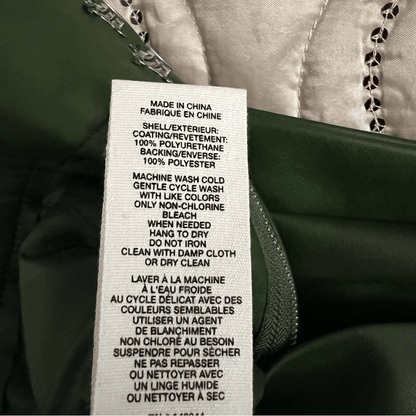 MADE IN CHINA
FABRIQUE EN CHINE
SHELL/EXTERIEUR:
COATING/REVETEMENT:
100% POLYURETHANE
BACKING/ENVERSE:
100% POLYESTER
MACHINE WASH COLD
GENTLE CYCLE WASH
WITH LIKE COLORS
ONLY NON-CHLORINE
BLEACH
WHEN NEEDED
HANG TO DRY
DO NOT IRON
CLEAN WITH DAMP CLOTH
OR DRY CLEAN
LAVER À LA MACHINE
À L'EAU FROIDE
AU CYCLE DÉLICAT AVEC DES
COULEURS SEMBLABLES
UTILISER UN AGENT
DE BLANCHIMENT
NON CHLORÉ AU BESOIN
SUSPENDRE POUR SÉCHER
NE PAS REPASSER
OU NETTOYER AVEC
UN LINGE HUMIDE
OU NETTOYER À SEC